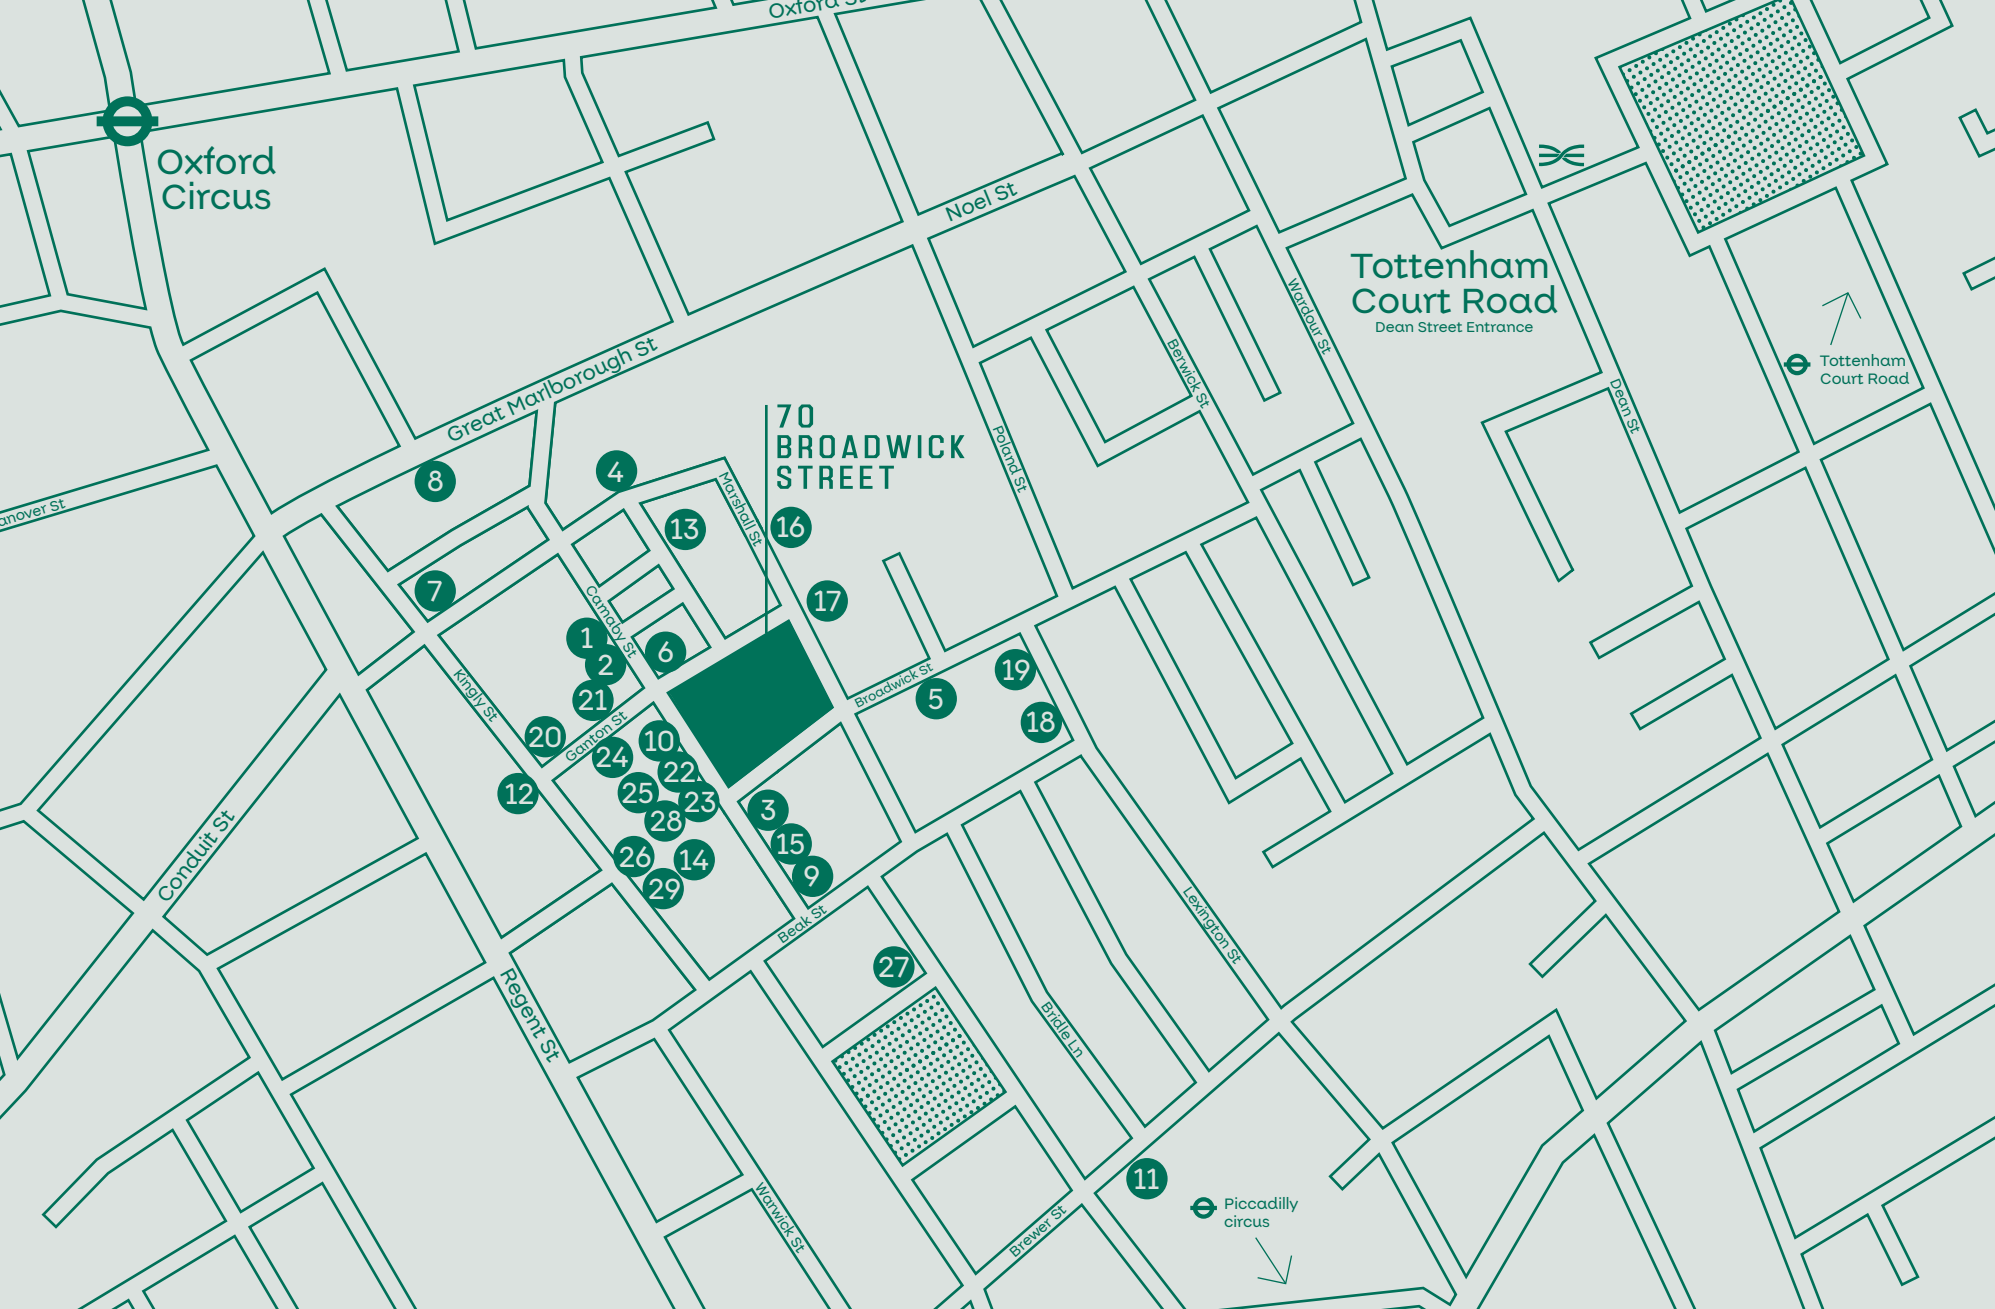 Oxford St
Oxford
Circus
Noel St
Tottenham
Court Road
Dean Street Entrance
Wardour St
Berwick St
Tottenham
Court Road
Dean St
Great Marlborough St
70
BROADWICK
STREET
Poland St
8
4
Marshall St
13
16
anover St
7
17
Carnaby St
1
2
6
21
Kingly St
Broadwick St
19
5
18
20
Ganton St
10
24
22
12
25
23
28
3
15
26
14
9
29
Conduit St
Beak St
Lexington St
27
Regent St
Bridle Ln
11
Warwick St
Brewer St
Piccadilly
circus